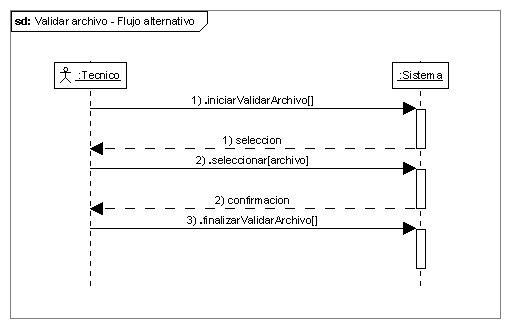 sd: Validar archivo - Flujo alternativo
:Tecnico
:Sistema
1) .iniciarValidarArchivo[]
1) seleccion
2) .seleccionar[archivo]
2) confirmacion
3) .finalizarValidarArchivo[]